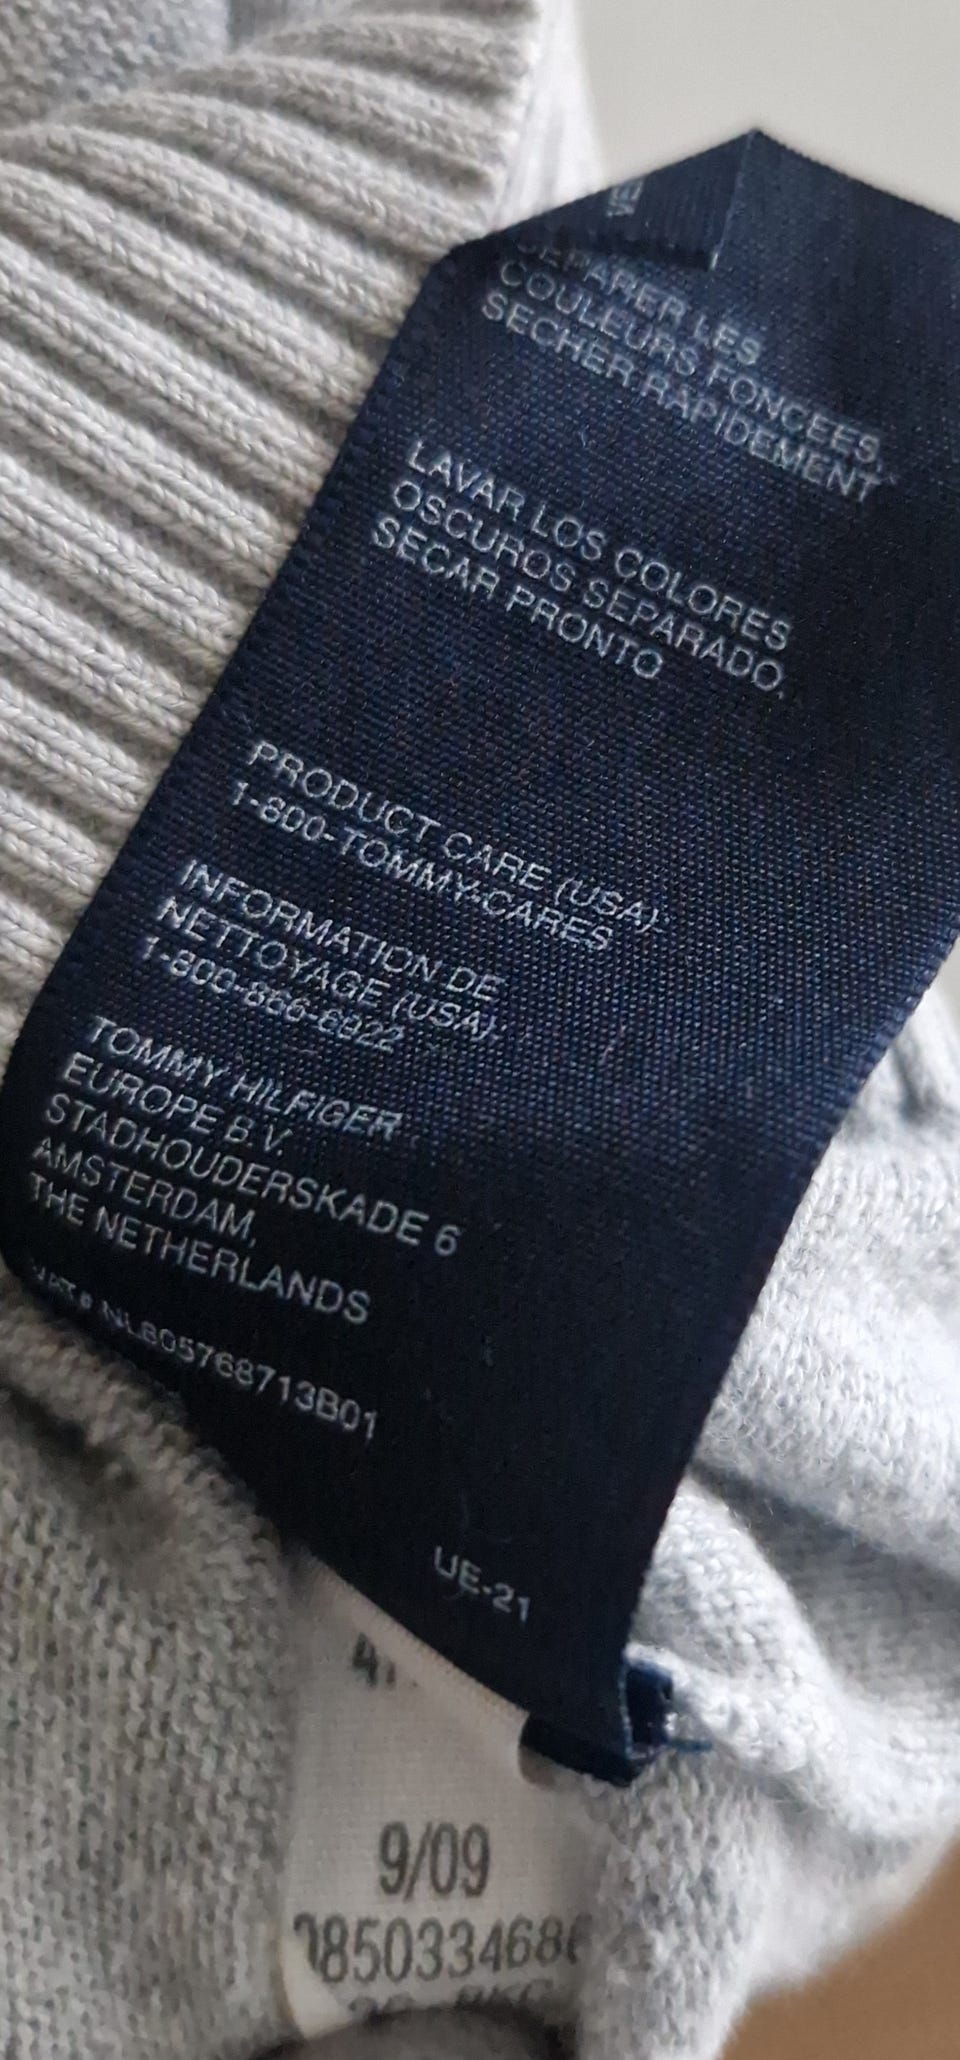 SEPARER LES
COULEURS FONCEES,
SECHER RAPIDEMENT
LAVAR LOS COLORES
OSCUROS SEPARADO,
SECAR PRONTO
PRODUCT CARE (USA):
1-800-TOMMY-CARES
INFORMATION DE
NETTOYAGE (USA):
1-800-866-6922
TOMMY HILFIGER
EUROPE B.V.
STADHOUDERSKADE 6
AMSTERDAM,
THE NETHERLANDS
VAT# NL805768713B01
UE-21
9/09